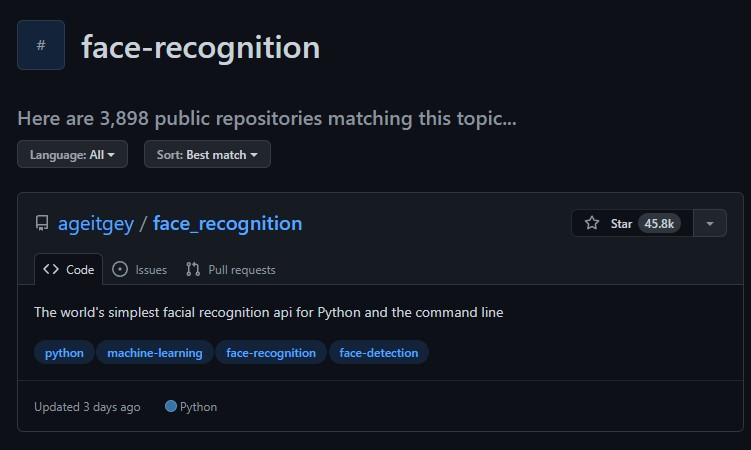 #
face-recognition
Here are 3,898 public repositories matching this topic...
Language: All
Sort: Best match
ageitgey / face_recognition
Star 45.8k
Code Issues Pull requests
The world's simplest facial recognition api for Python and the command line
python machine-learning face-recognition face-detection
Updated 3 days ago Python